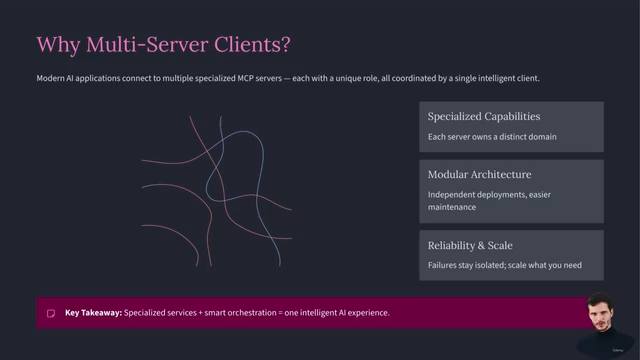 Why Multi-Server Clients?
Modern AI applications connect to multiple specialized MCP servers — each with a unique role, all coordinated by a single intelligent client.
Specialized Capabilities
Each server owns a distinct domain
Modular Architecture
Independent deployments, easier
maintenance
Reliability & Scale
Failures stay isolated; scale what you need
Key Takeaway: Specialized services + smart orchestration = one intelligent AI experience.